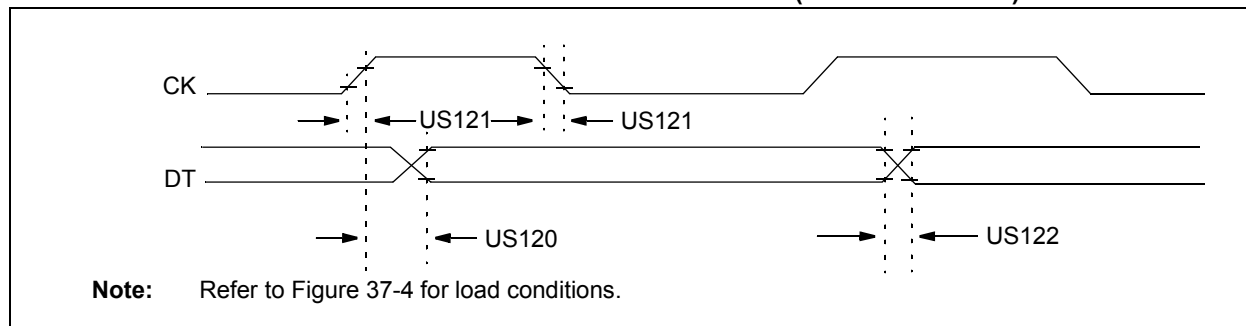 CK
US121 US121
DT
US120 US122
Note: Refer to Figure 37-4 for load conditions.